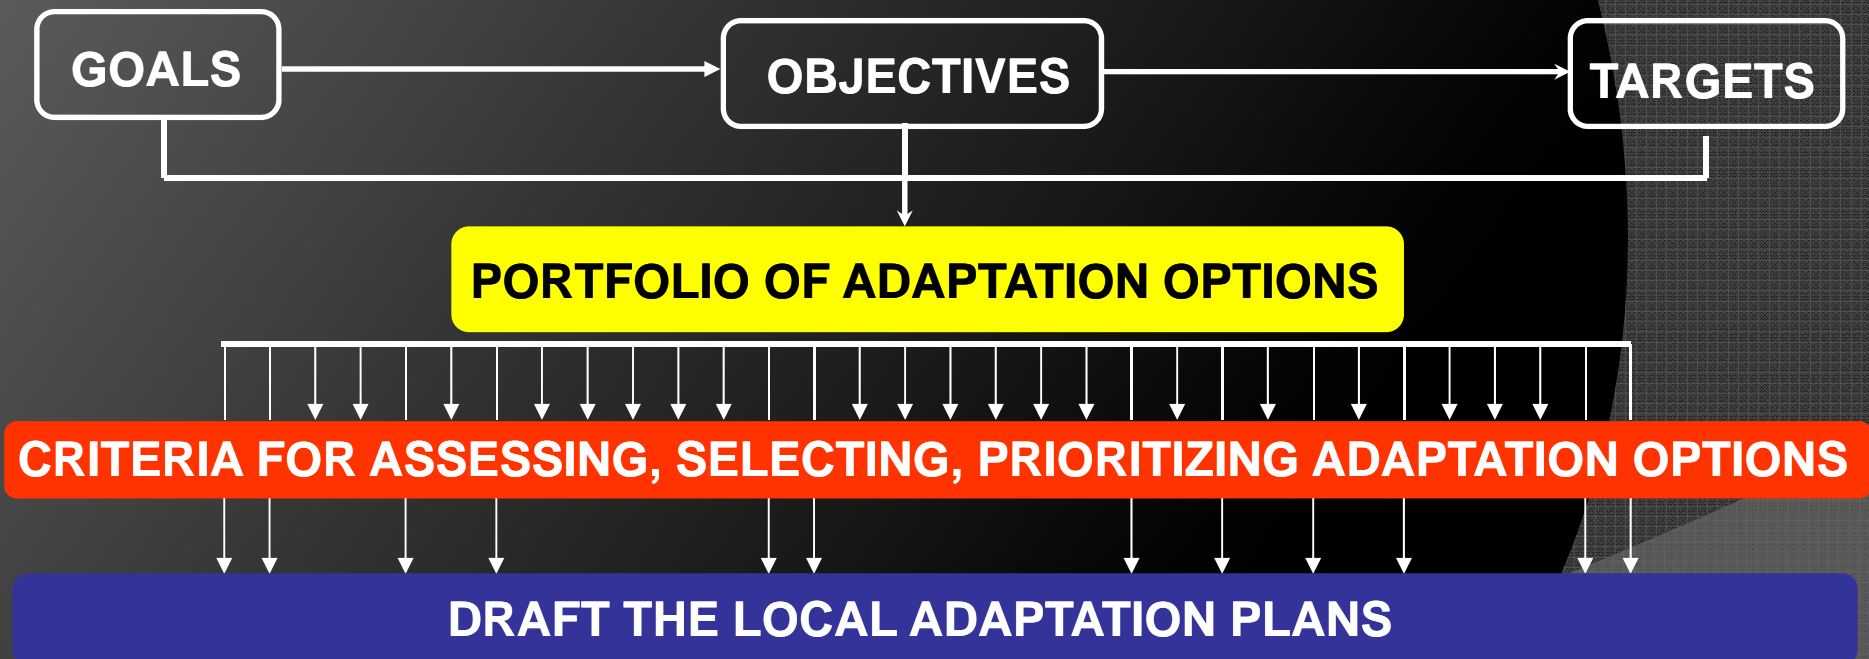 GOALS
OBJECTIVES
TARGETS
PORTFOLIO OF ADAPTATION OPTIONS
CRITERIA FOR ASSESSING, SELECTING, PRIORITIZING ADAPTATION OPTIONS
DRAFT THE LOCAL ADAPTATION PLANS